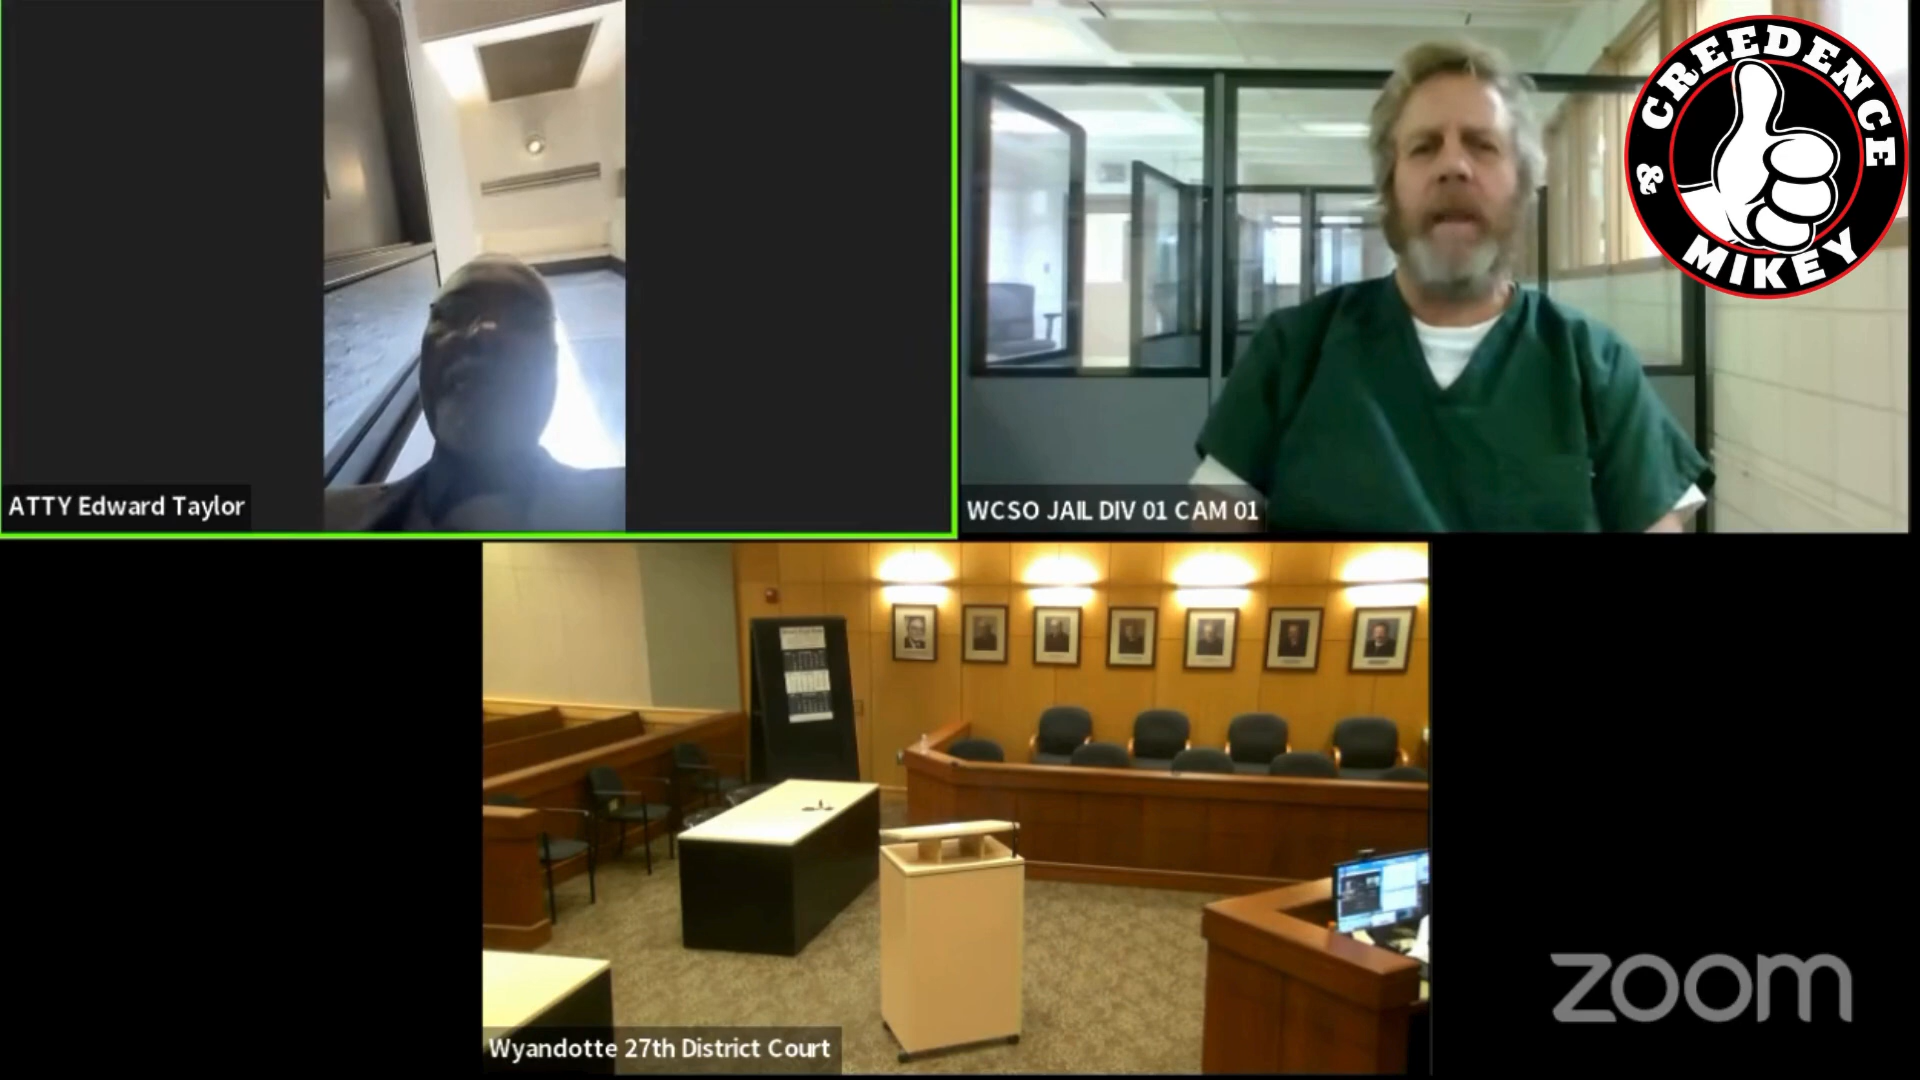 CREEDENCE
&
MIKEY
ATTY Edward Taylor
WCSO JAIL DIV 01 CAM 01
Wyandotte 27th District Court
zoom